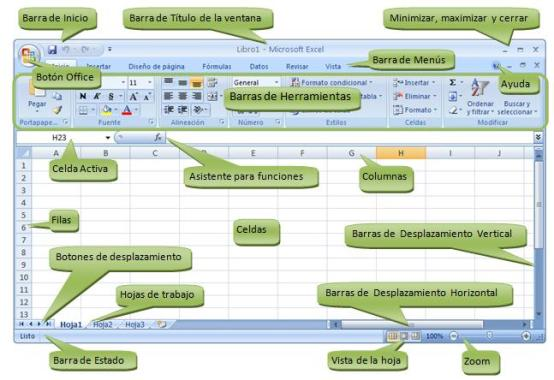 Barra de Inicio
Barra de Título de la ventana
Minimizar, maximizar y cerrar
Libro1 - Microsoft Excel
Barra de Menús
Inicio Insertar Diseño de página Fórmulas Datos Revisar Vista
Botón Office
Ayuda
Pegar
11
N K S
General
Formato condicional
Insertar
Eliminar
Formato
Σ
Ordenar y filtrar
Buscar y seleccionar
Barras de Herramientas
Portapape... Fuente Alineación Número Estilos Celdas Modificar
H23
fx
A B C E F G H I J
Celda Activa
Asistente para funciones
Columnas
1
2
3
4
5
6
7
8
9
10
11
12
13
Filas
Celdas
Barras de Desplazamiento Vertical
Botones de desplazamiento
Hojas de trabajo
Barras de Desplazamiento Horizontal
Hoja1 Hoja2 Hoja3
Listo
100%
Barra de Estado
Vista de la hoja
Zoom